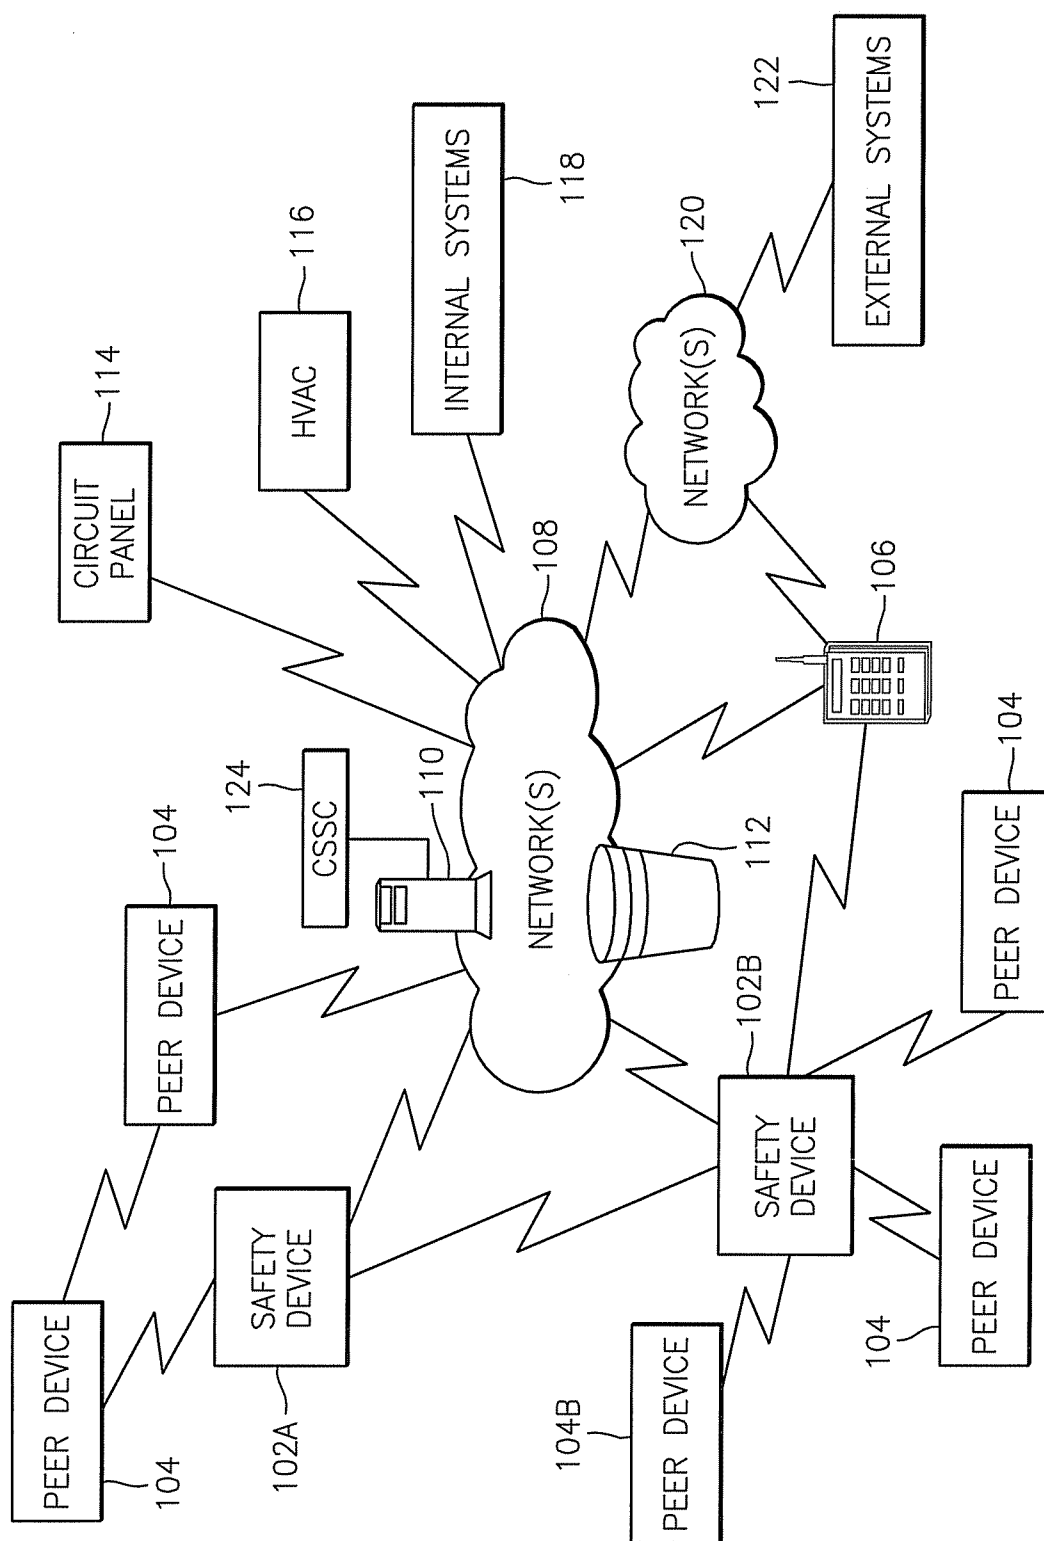 PEER DEVICE
104
PEER DEVICE
104
CIRCUIT
PANEL
114
HVAC
116
INTERNAL SYSTEMS
118
EXTERNAL SYSTEMS
122
SAFETY
DEVICE
102A
CSSC
124
110
NETWORK(S)
108
112
NETWORK(S)
120
106
SAFETY
DEVICE
102B
PEER DEVICE
104B
PEER DEVICE
104
PEER DEVICE
104